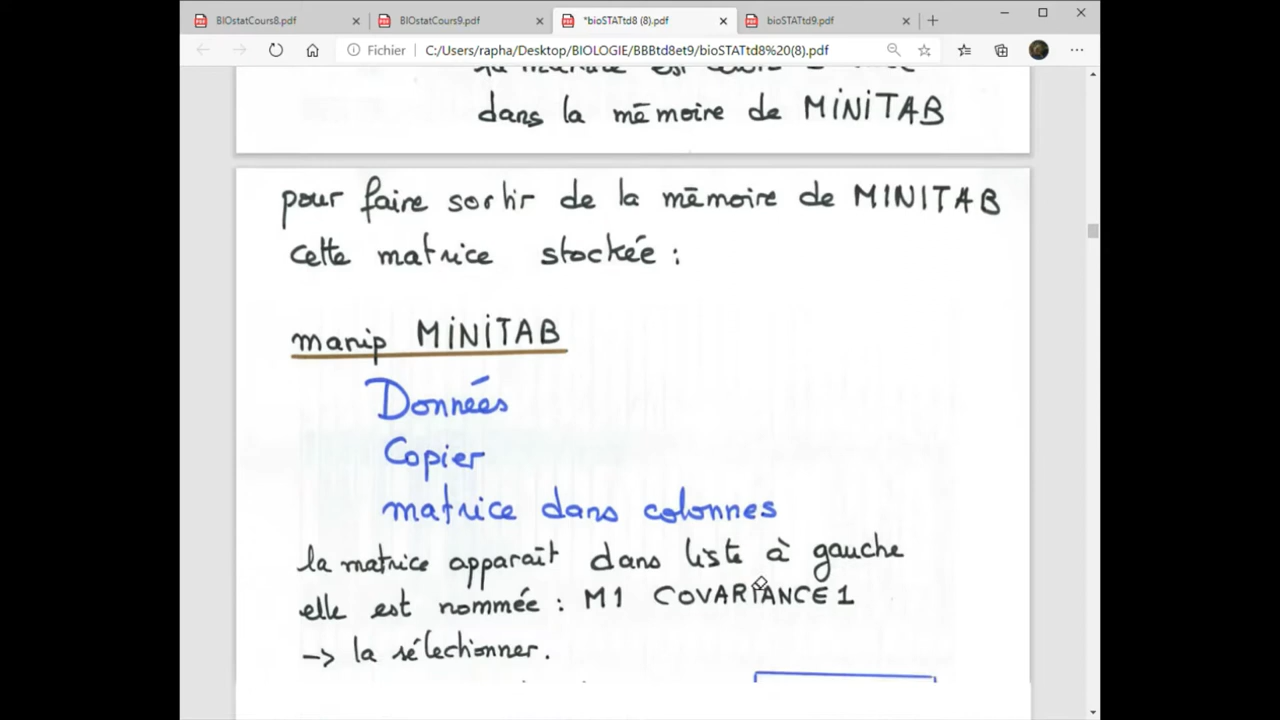 BIOstatCours8.pdf
BIOstatCours9.pdf
*bioSTATtd8 (8).pdf
bioSTATtd9.pdf
Fichier
C:/Users/rapha/Desktop/BIOLOGIE/BBBtd8et9/bioSTATtd8%20(8).pdf
dans la mémoire de MINITAB
pour faire sortir de la mémoire de MINITAB
cette matrice stockée :
manip MINITAB
Données
Copier
matrice dans colonnes
la matrice apparaît dans liste à gauche
elle est nommée : M1 COVARIANCE1
-> la sélectionner.